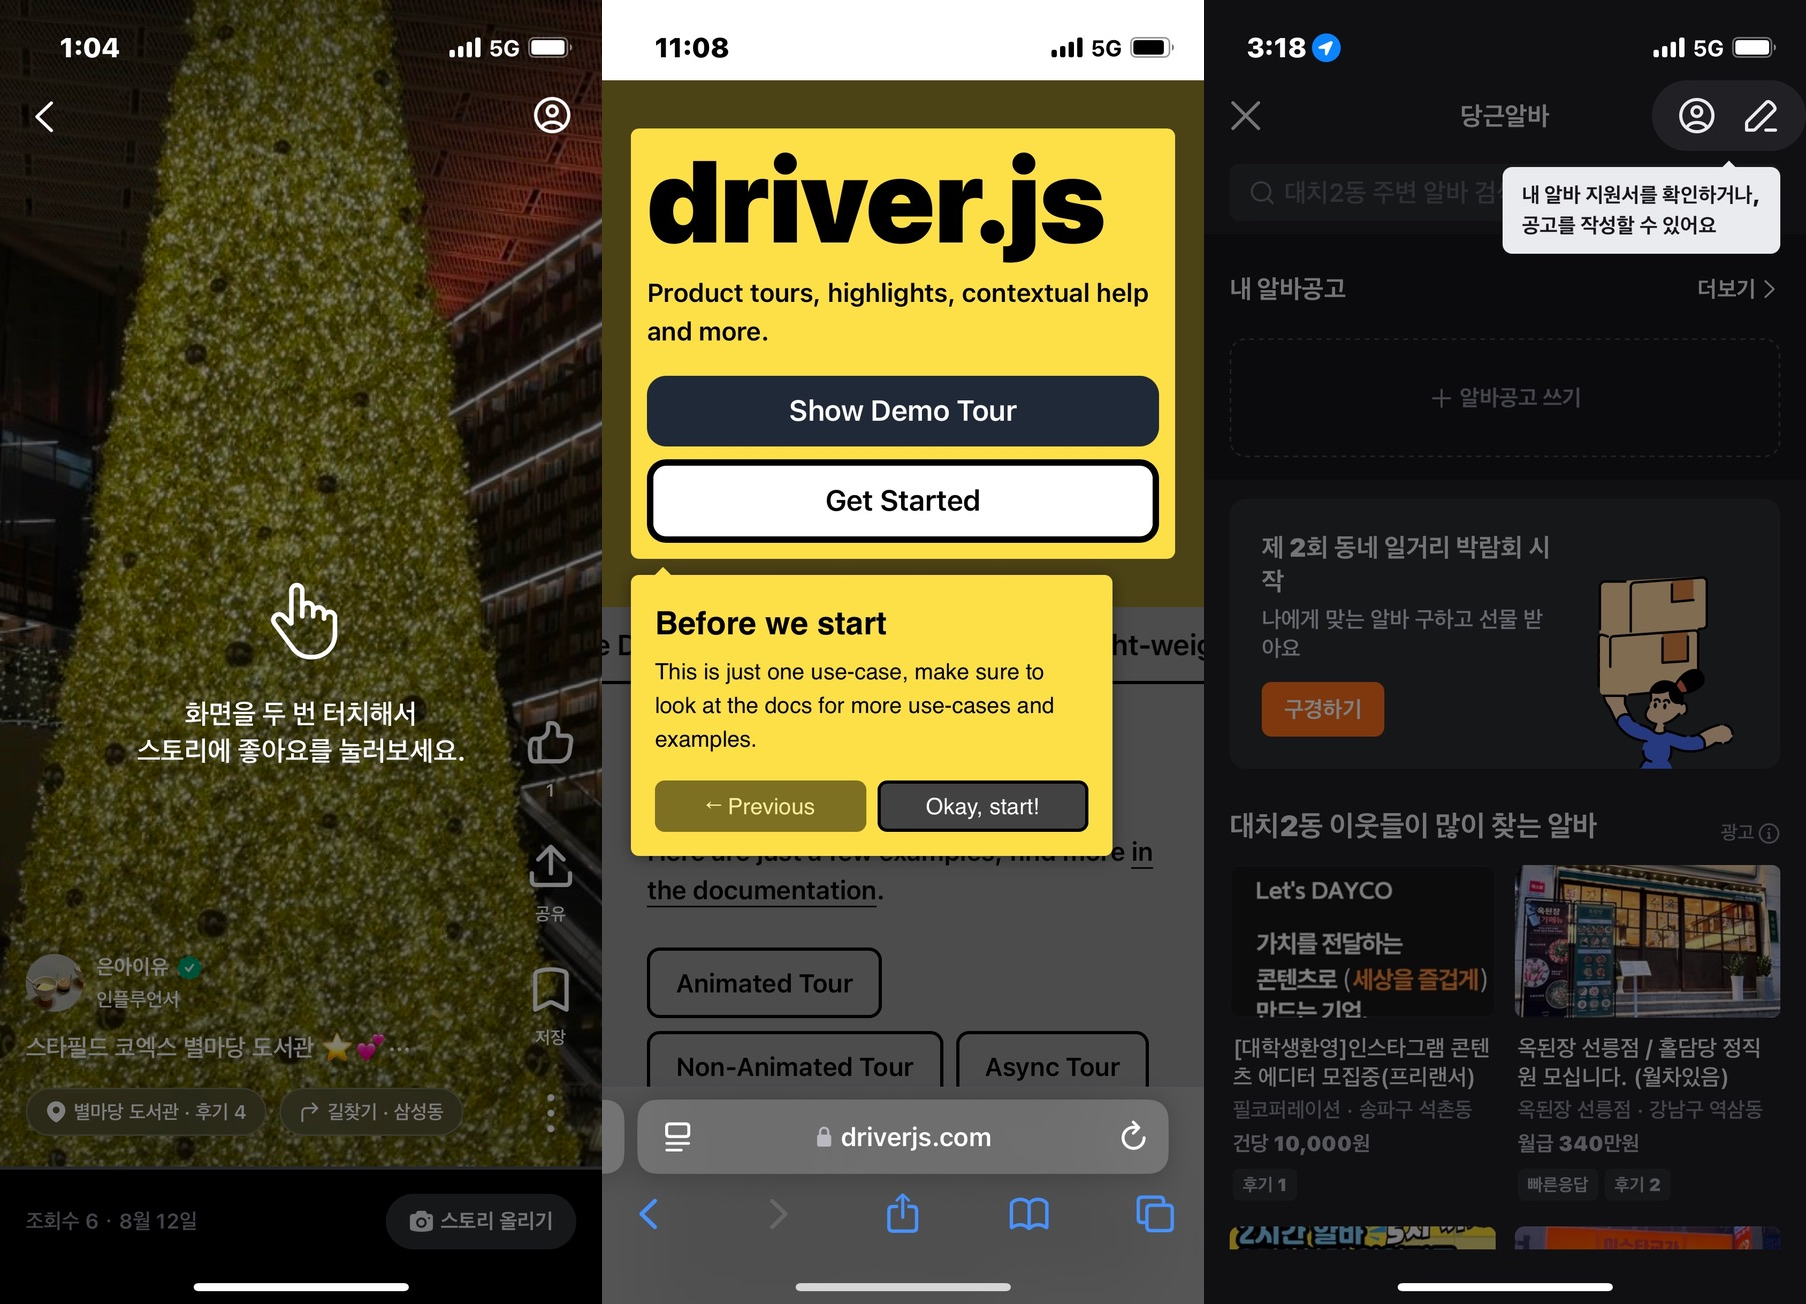 1:04
5G
화면을 두 번 터치해서
스토리에 좋아요를 눌러보세요.
1
공유
저장
은아이유
인플루언서
스타필드 코엑스 별마당 도서관 ⭐💕 ...
별마당 도서관 · 후기 4
길찾기 · 삼성동
조회수 6 · 8월 12일
스토리 올리기
11:08
5G
driver.js
Product tours, highlights, contextual help
and more.
Show Demo Tour
Get Started
Before we start
This is just one use-case, make sure to
look at the docs for more use-cases and
examples.
← Previous
Okay, start!
ht-weig
Here are just a few examples, find more in
the documentation.
Animated Tour
Non-Animated Tour
Async Tour
driverjs.com
3:18
5G
당근알바
대치2동 주변 알바 검
내 알바 지원서를 확인하거나,
공고를 작성할 수 있어요
내 알바공고
더보기
+ 알바공고 쓰기
제 2회 동네 일거리 박람회 시
작
나에게 맞는 알바 구하고 선물 받
아요
구경하기
대치2동 이웃들이 많이 찾는 알바
광고
Let's DAYCO
가치를 전달하는
콘텐츠로 (세상을 즐겁게)
만드는 기업.
옥된장
[대학생환영]인스타그램 콘텐
츠 에디터 모집중(프리랜서)
필코퍼레이션 · 송파구 석촌동
건당 10,000원
후기 1
옥된장 선릉점 / 홀담당 정직
원 모십니다. (월차있음)
옥된장 선릉점 · 강남구 역삼동
월급 340만원
빠른응답
후기 2
2시간 알바